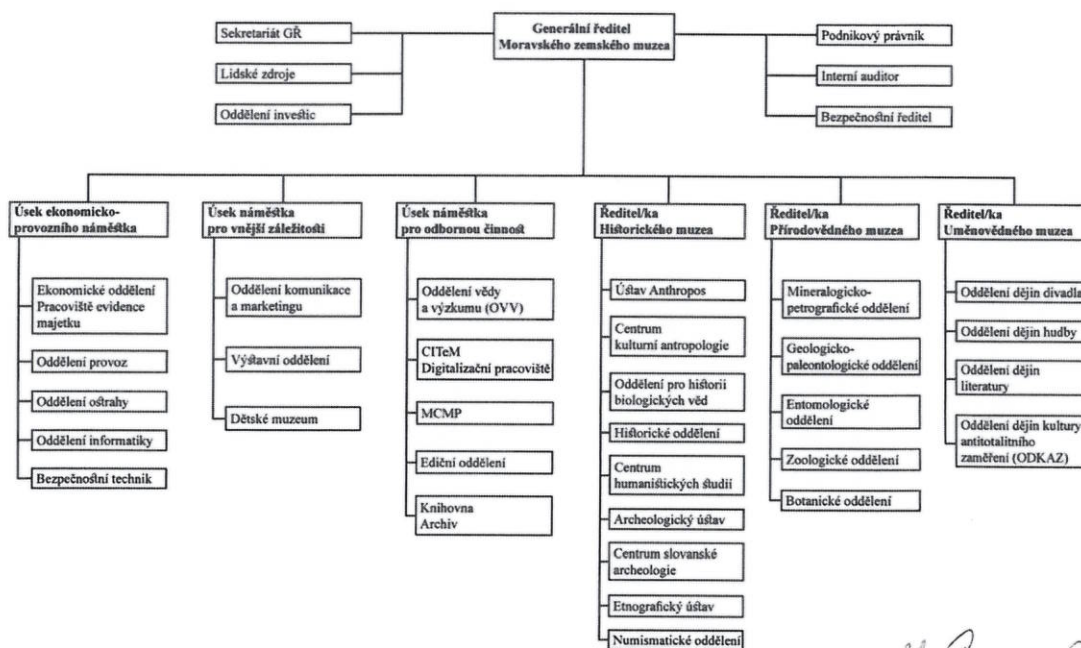 Generální ředitel
Moravského zemského muzea
Sekretariát GŘ
Lidské zdroje
Oddělení investic
Podnikový právník
Interní auditor
Bezpečnostní ředitel
Úsek ekonomicko-
provozního náměstka
Ekonomické oddělení
Pracoviště evidence
majetku
Oddělení provoz
Oddělení ostrahy
Oddělení informatiky
Bezpečnostní technik
Úsek náměstka
pro vnější záležitosti
Oddělení komunikace
a marketingu
Výstavní oddělení
Dětské muzeum
Úsek náměstka
pro odbornou činnost
Oddělení vědy
a výzkumu (OVV)
CITeM
Digitalizační pracoviště
MCMP
Ediční oddělení
Knihovna
Archiv
Ředitel/ka
Historického muzea
Ústav Anthropos
Centrum
kulturní antropologie
Oddělení pro historii
biologických věd
Historické oddělení
Centrum
humanistických studií
Archeologický ústav
Centrum slovanské
archeologie
Etnografický ústav
Numismatické oddělení
Ředitel/ka
Přírodovědného muzea
Mineralogicko-
petrografické oddělení
Geologicko-
paleontologické oddělení
Entomologické
oddělení
Zoologické oddělení
Botanické oddělení
Ředitel/ka
Uměnovědného muzea
Oddělení dějin divadla
Oddělení dějin hudby
Oddělení dějin
literatury
Oddělení dějin kultury
antitotalitního
zaměření (ODKAZ)